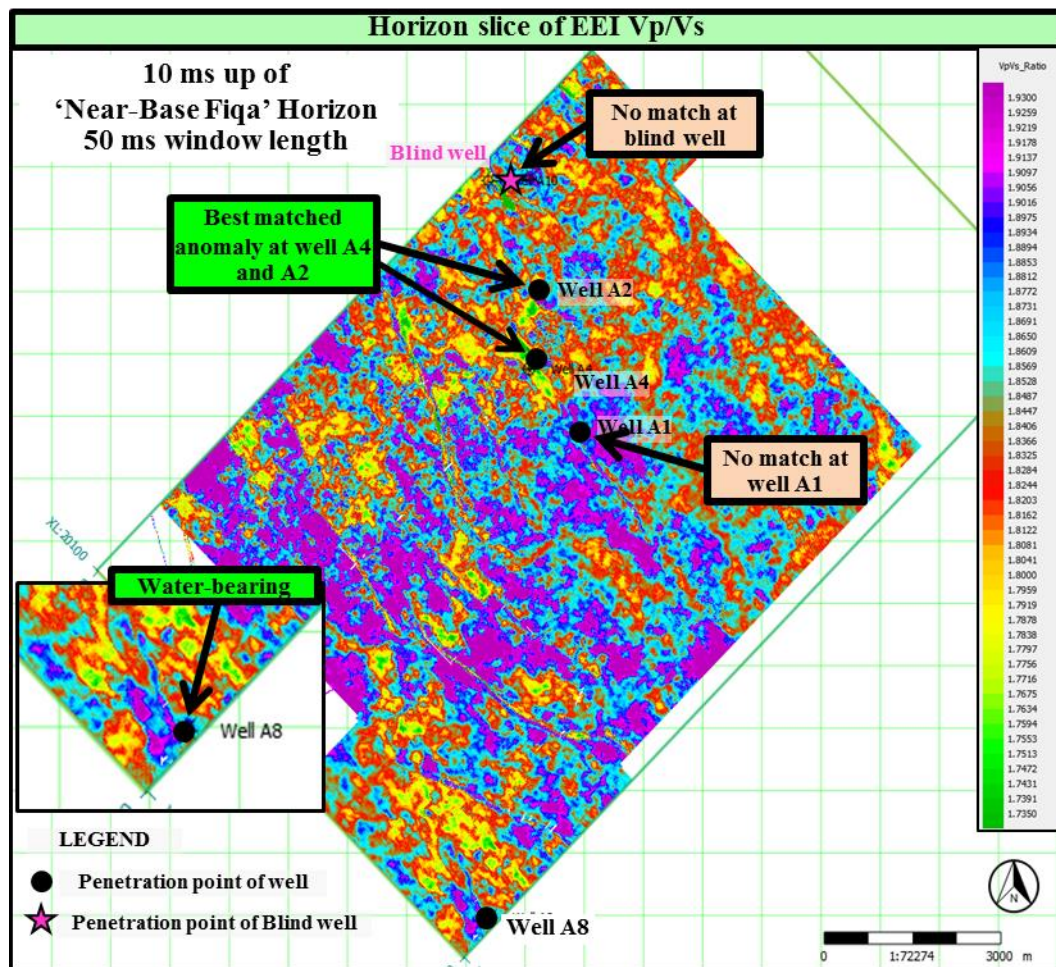 Horizon slice of EEI Vp/Vs
10 ms up of
‘Near-Base Fiqa’ Horizon
50 ms window length
No match at
blind well
Blind well
Best matched
anomaly at well A4
and A2
Well A2
Well A4
Well A1
No match at
well A1
XL:20100
Water-bearing
Well A8
LEGEND
Penetration point of well
Penetration point of Blind well
Well A8
N
0 1:72274 3000 m
VpVs_Ratio
1.9300
1.9259
1.9219
1.9178
1.9137
1.9097
1.9056
1.9016
1.8975
1.8934
1.8894
1.8853
1.8812
1.8772
1.8731
1.8691
1.8650
1.8609
1.8569
1.8528
1.8487
1.8447
1.8406
1.8366
1.8325
1.8284
1.8244
1.8203
1.8162
1.8122
1.8081
1.8041
1.8000
1.7959
1.7919
1.7878
1.7838
1.7797
1.7756
1.7716
1.7675
1.7634
1.7594
1.7553
1.7513
1.7472
1.7431
1.7391
1.7350